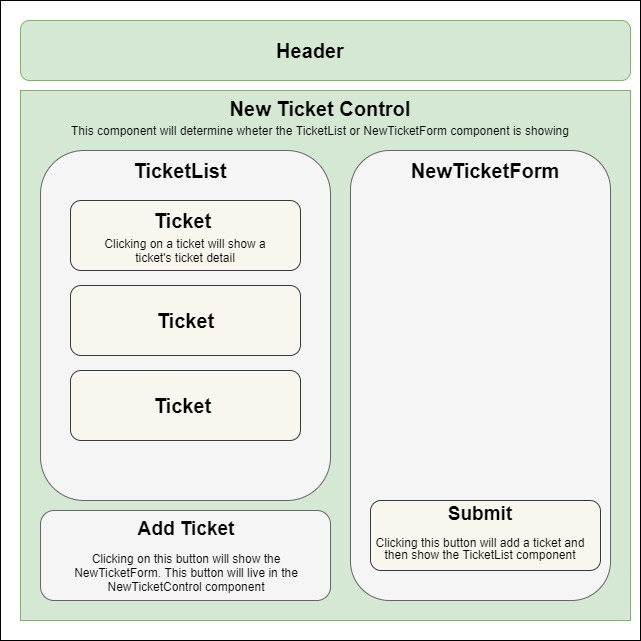 Header
New Ticket Control
This component will determine wheter the TicketList or NewTicketForm component is showing
TicketList
Ticket
Clicking on a ticket will show a
ticket's ticket detail
Ticket
Ticket
Add Ticket
Clicking on this button will show the
NewTicketForm. This button will live in the
NewTicketControl component
NewTicketForm
Submit
Clicking this button will add a ticket and
then show the TicketList component